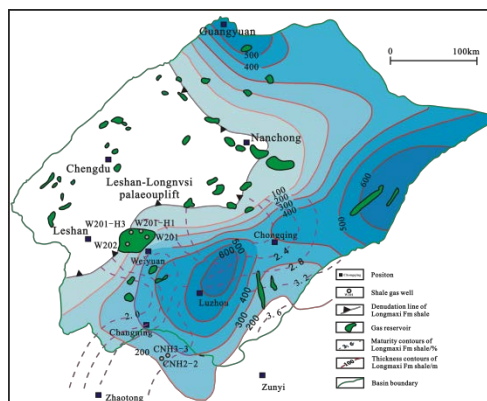 Guangyuan
500
400
0
100km
Nanchong
Chengdu
Leshan-Longnvsi
palaeouplift
100
200
300
400
600
500
W201-H3
W201-H1
Leshan
W202
W201
Weiyuan
Chongqing
600
500
2.4
2.8
3.2
Luzhou
400
300
200
3.6
2.0
Changning
200
CNH3-3
CNH2-2
Zhaotong
Zunyi
Positon
Shale gas well
Denudation line of
Longmaxi Fm shale
Gas reservoir
Maturity contours of
Longmaxi Fm shale/%
Thickness contours of
Longmaxi Fm shale/m
Basin boundary